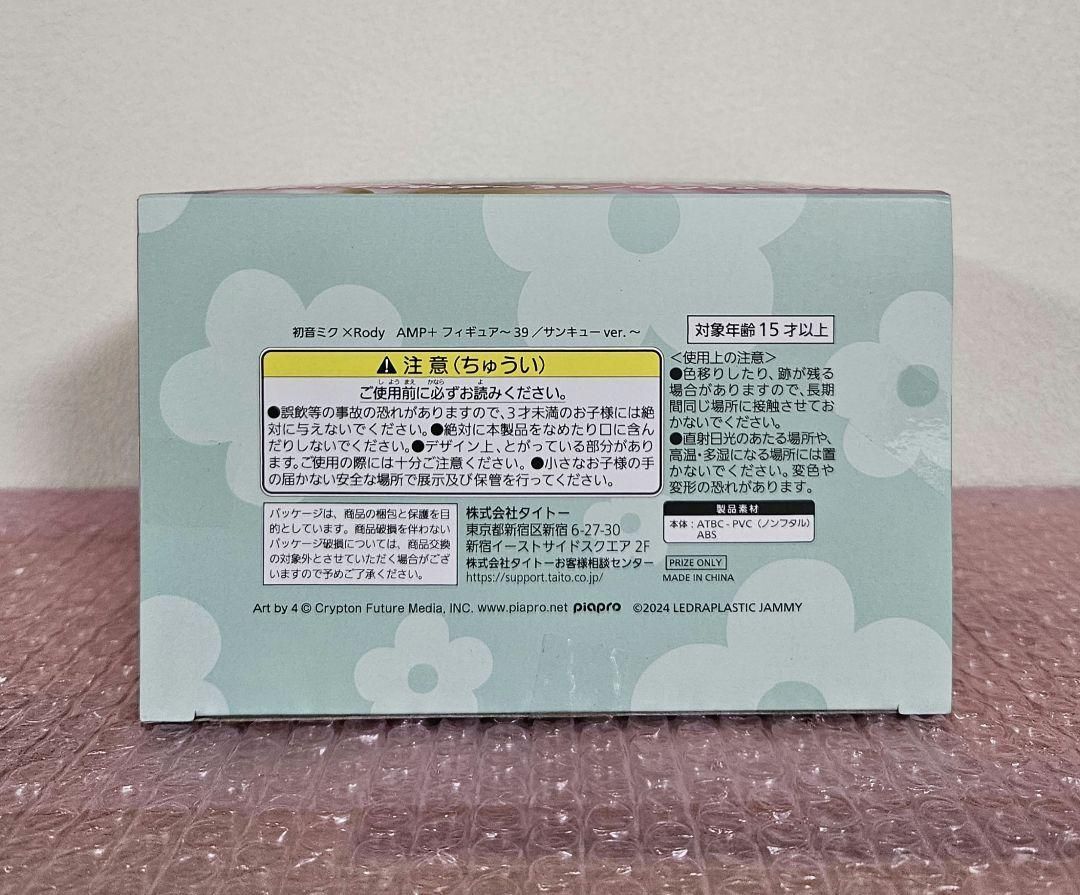 初音ミク×Rody AMP+ フィギュア～39／サンキューver.～
対象年齢15才以上
⚠注意(ちゅうい)
しようまえ かなら よ
ご使用前に必ずお読みください。
●誤飲等の事故の恐れがありますので、3才未満のお子様には絶
対に与えないでください。●絶対に本製品をなめたり口に含ん
だりしないでください。●デザイン上、とがっている部分があり
ます。ご使用の際には十分ご注意ください。●小さなお子様の手
の届かない安全な場所で展示及び保管を行ってください。
＜使用上の注意＞
●色移りしたり、跡が残る
場合がありますので、長期
間同じ場所に接触させてお
かないでください。
●直射日光のあたる場所や、
高温・多湿になる場所には置
かないでください。変色や
変形の恐れがあります。
パッケージは、商品の梱包と保護を目
的としています。商品破損を伴わない
パッケージ破損については、商品交換
の対象外とさせていただく場合がござ
いますので予めご了承ください。
株式会社タイトー
東京都新宿区新宿6-27-30
新宿イーストサイドスクエア 2F
株式会社タイトーお客様相談センター
https://support.taito.co.jp/
製品素材
本体：ATBC-PVC（ノンフタル）
ABS
PRIZE ONLY
MADE IN CHINA
Art by 4 © Crypton Future Media, INC. www.piapro.net piapro ©2024 LEDRAPLASTIC JAMMY